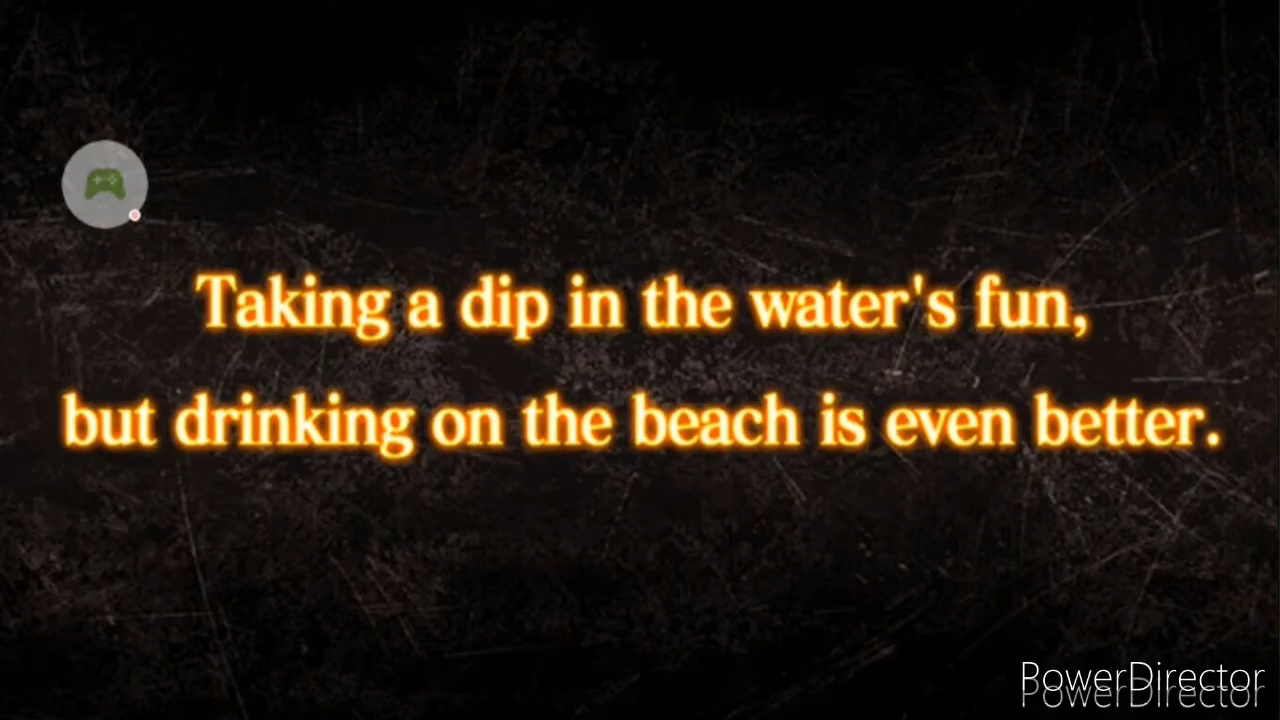 Taking a dip in the water's fun,
but drinking on the beach is even better.
PowerDirector